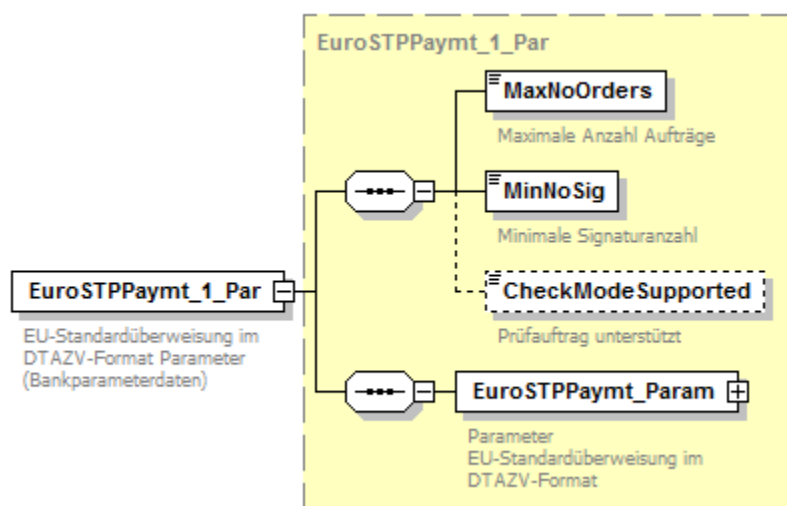 EuroSTPPaymt_1_Par
MaxNoOrders
Maximale Anzahl Aufträge
MinNoSig
Minimale Signaturanzahl
CheckModeSupported
Prüfauftrag unterstützt
EuroSTPPaymt_1_Par
EU-Standardüberweisung im
DTAZV-Format Parameter
(Bankparameterdaten)
EuroSTPPaymt_Param
Parameter
EU-Standardüberweisung im
DTAZV-Format